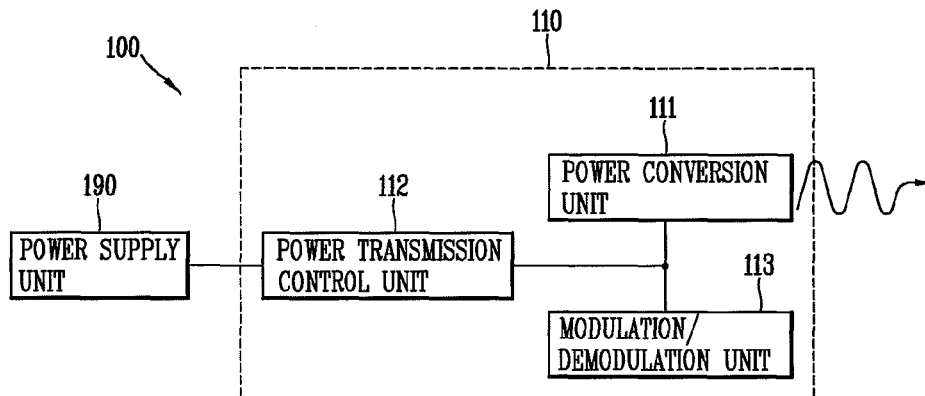 110
100
111
POWER CONVERSION
UNIT
190
112
POWER SUPPLY
UNIT
POWER TRANSMISSION
CONTROL UNIT
113
MODULATION/
DEMODULATION UNIT